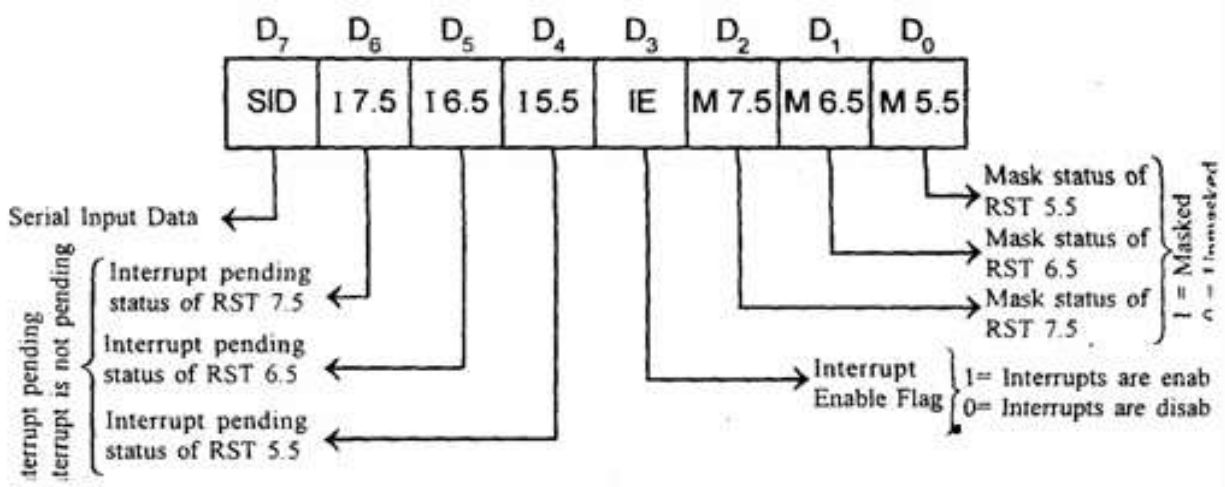 D7 D6 D5 D4 D3 D2 D1 D0
SID I 7.5 I 6.5 I 5.5 IE M 7.5 M 6.5 M 5.5
Serial Input Data
Interrupt pending
status of RST 7.5
Interrupt pending
status of RST 6.5
Interrupt pending
status of RST 5.5
pending
is not pending
Mask status of
RST 5.5
Mask status of
RST 6.5
Mask status of
RST 7.5
1 = Masked
Interrupt
Enable Flag
1= Interrupts are enab
0= Interrupts are disab